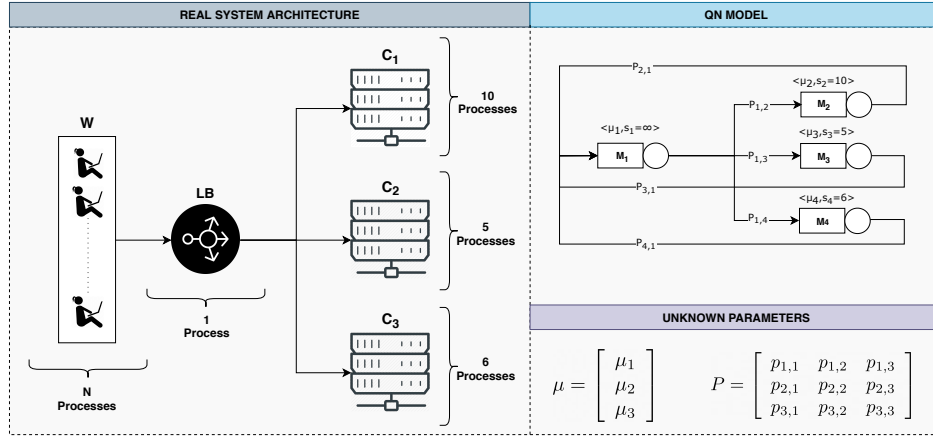 REAL SYSTEM ARCHITECTURE
W
LB
1
Process
N
Processes
C1
10
Processes
C2
5
Processes
C3
6
Processes
QN MODEL
P2,1
<μ2,s2=10>
P1,2
M2
<μ1,s1=∞>
M1
<μ3,s3=5>
P1,3
M3
P3,1
<μ4,s4=6>
P1,4
M4
P4,1
UNKNOWN PARAMETERS
μ = [ μ1
μ2
μ3 ]
P = [ p1,1 p1,2 p1,3
p2,1 p2,2 p2,3
p3,1 p3,2 p3,3 ]